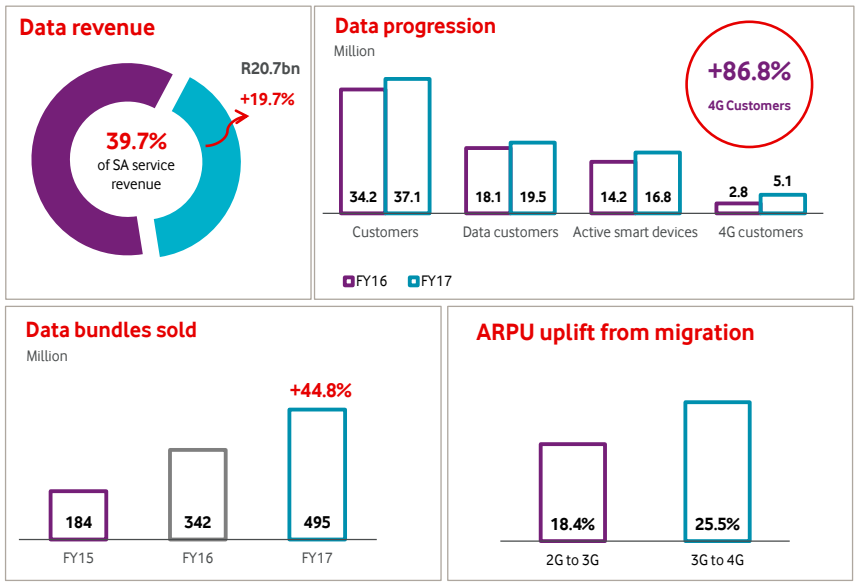 Data revenue
R20.7bn
+19.7%
39.7%
of SA service
revenue
Data progression
Million
+86.8%
4G Customers
34.2 37.1 18.1 19.5 14.2 16.8 2.8 5.1
Customers Data customers Active smart devices 4G customers
FY16 FY17
Data bundles sold
Million
+44.8%
184 342 495
FY15 FY16 FY17
ARPU uplift from migration
18.4% 25.5%
2G to 3G 3G to 4G